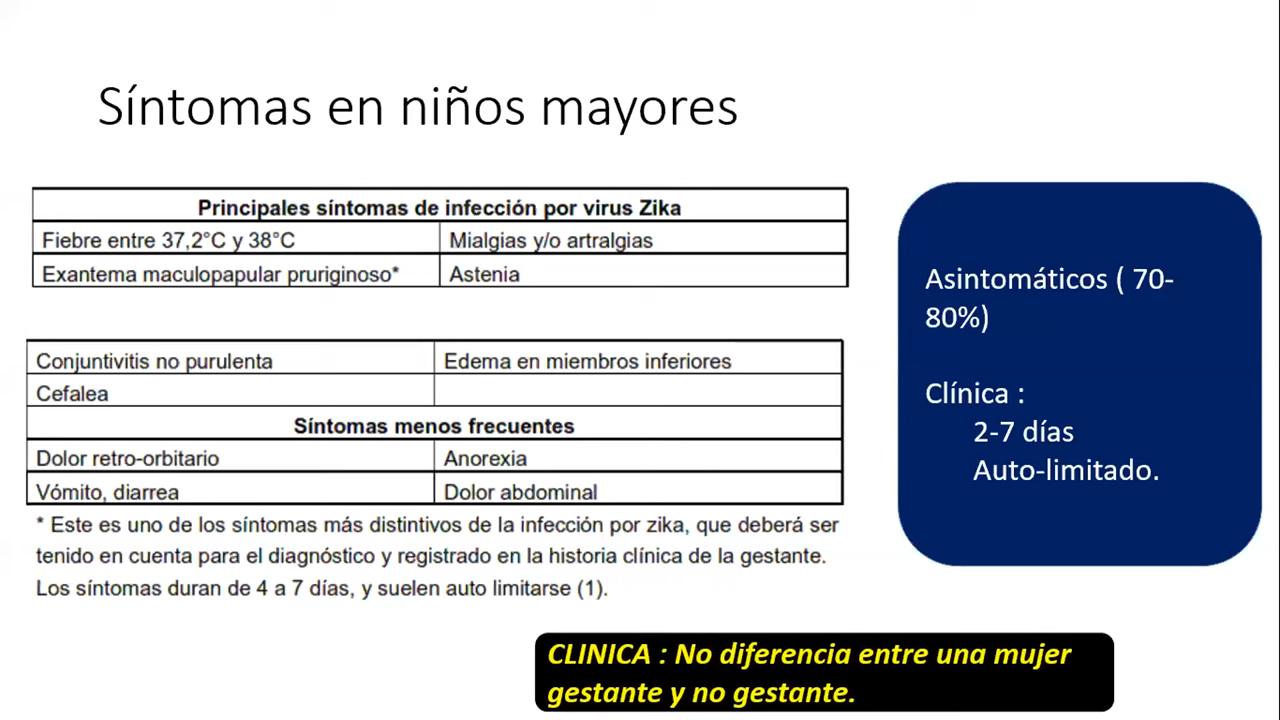 Síntomas en niños mayores
Principales síntomas de infección por virus Zika
Fiebre entre 37,2°C y 38°C Mialgias y/o artralgias
Exantema maculopapular pruriginoso* Astenia
Conjuntivitis no purulenta Edema en miembros inferiores
Cefalea
Síntomas menos frecuentes
Dolor retro-orbitario Anorexia
Vómito, diarrea Dolor abdominal
* Este es uno de los síntomas más distintivos de la infección por zika, que deberá ser
tenido en cuenta para el diagnóstico y registrado en la historia clínica de la gestante.
Los síntomas duran de 4 a 7 días, y suelen auto limitarse (1).
Asintomáticos ( 70-
80%)
Clínica :
2-7 días
Auto-limitado.
CLINICA : No diferencia entre una mujer
gestante y no gestante.